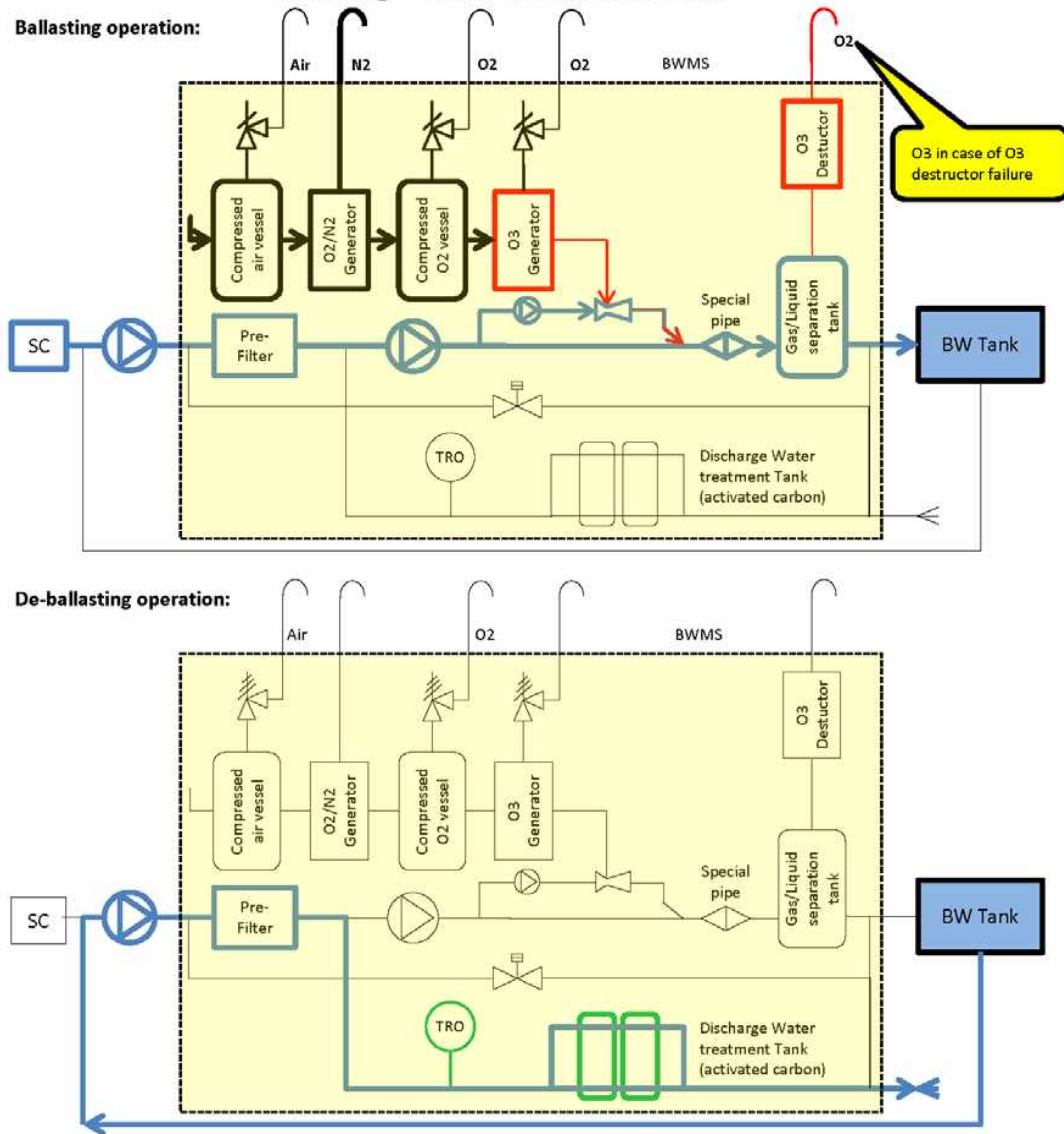 Ballasting operation:
Air
N2
O2
O2
BWMS
O2
O3 in case of O3
destructor failure
Compressed
air vessel
O2/N2
Generator
Compressed
O2 vessel
O3
Generator
O3
Destuctor
SC
Pre-
Filter
Special
pipe
Gas/Liquid
separation
tank
BW Tank
TRO
Discharge Water
treatment Tank
(activated carbon)
De-ballasting operation:
Air
O2
BWMS
Compressed
air vessel
O2/N2
Generator
Compressed
O2 vessel
O3
Generator
O3
Destuctor
SC
Pre-
Filter
Special
pipe
Gas/Liquid
separation
tank
BW Tank
TRO
Discharge Water
treatment Tank
(activated carbon)